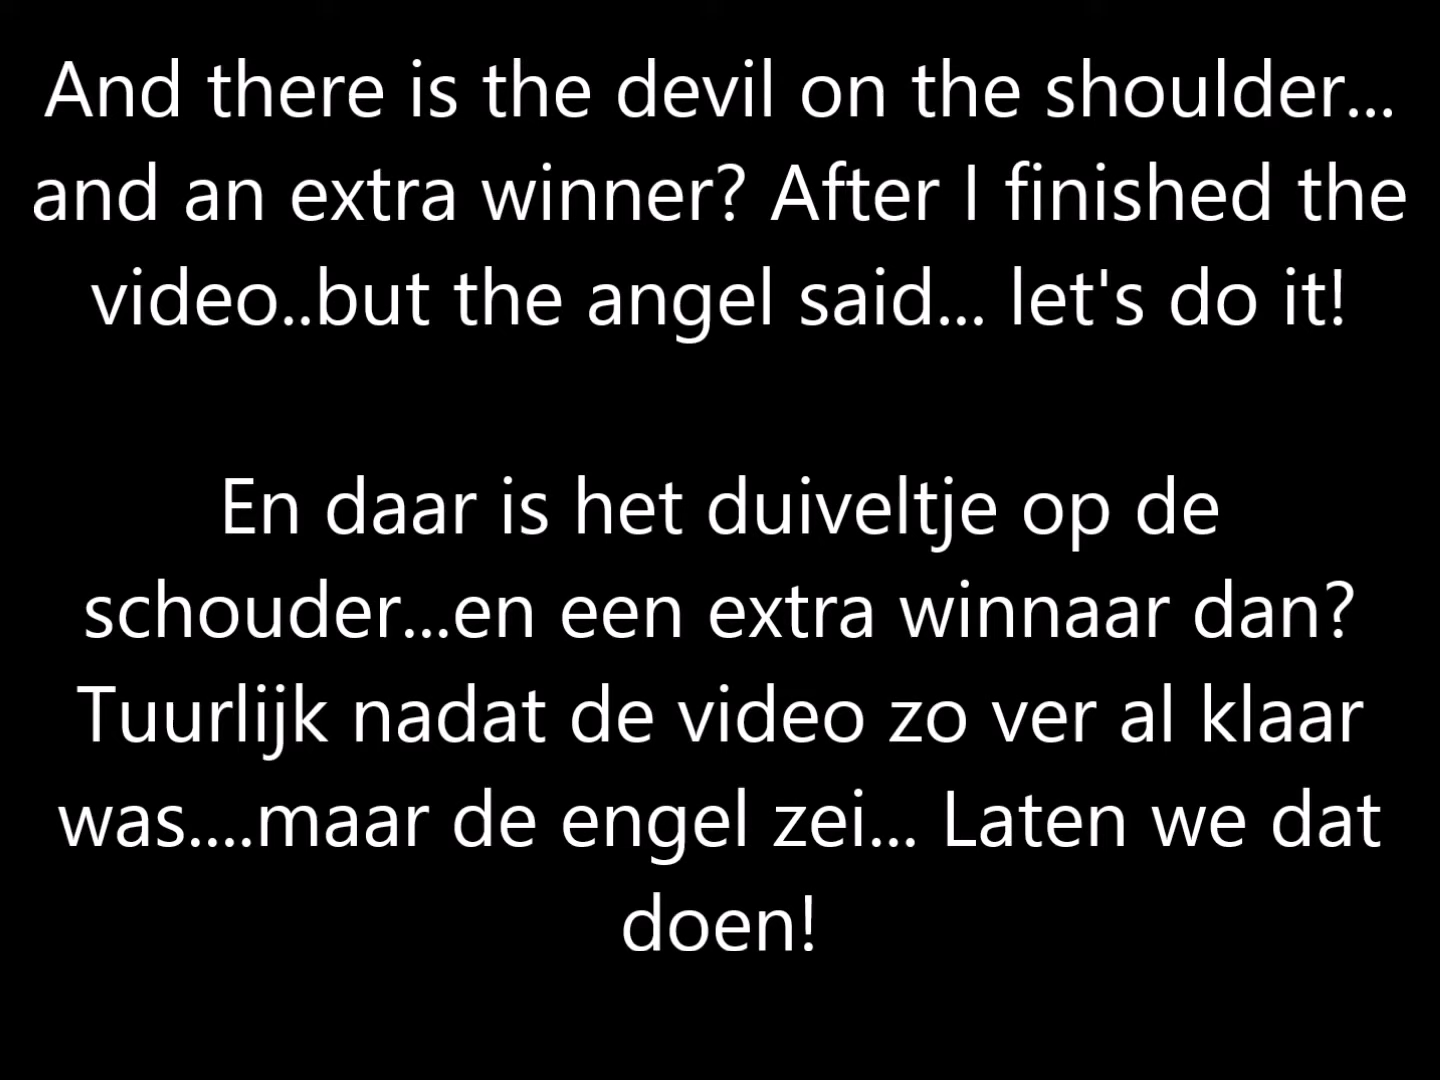 And there is the devil on the shoulder...
and an extra winner? After I finished the
video..but the angel said... let's do it!
En daar is het duiveltje op de
schouder...en een extra winnaar dan?
Tuurlijk nadat de video zo ver al klaar
was....maar de engel zei... Laten we dat
doen!